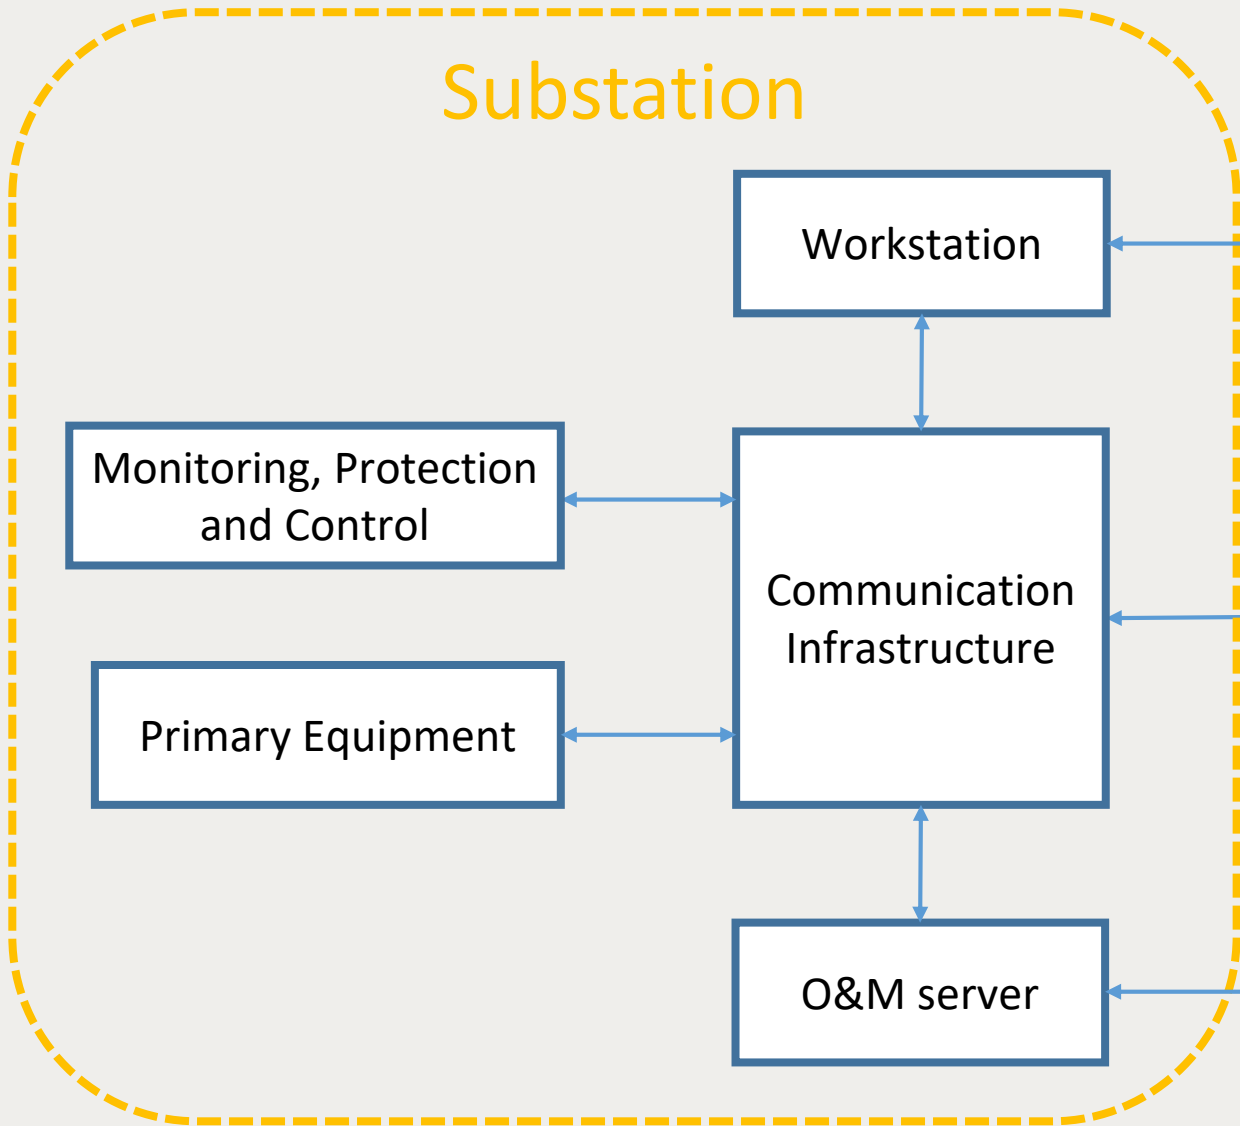 Substation
Workstation
Monitoring, Protection
and Control
Communication
Infrastructure
Primary Equipment
O&M server